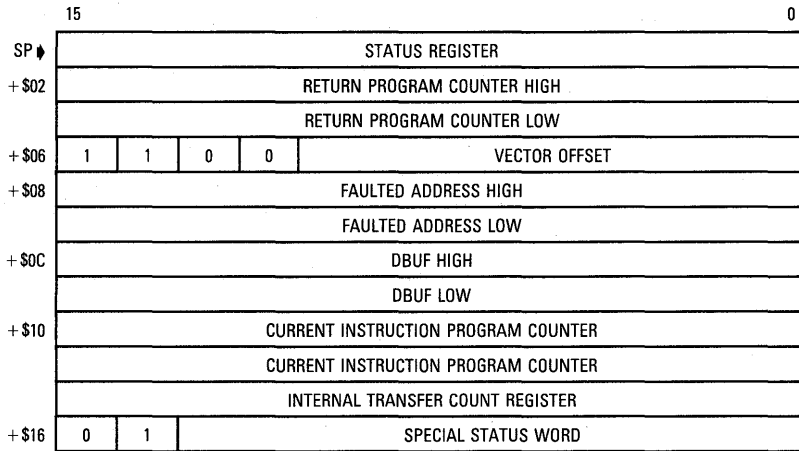 15 0
SP STATUS REGISTER
+$02 RETURN PROGRAM COUNTER HIGH
RETURN PROGRAM COUNTER LOW
+$06 1 1 0 0 VECTOR OFFSET
+$08 FAULTED ADDRESS HIGH
FAULTED ADDRESS LOW
+$0C DBUF HIGH
DBUF LOW
+$10 CURRENT INSTRUCTION PROGRAM COUNTER
CURRENT INSTRUCTION PROGRAM COUNTER
INTERNAL TRANSFER COUNT REGISTER
+$16 0 1 SPECIAL STATUS WORD